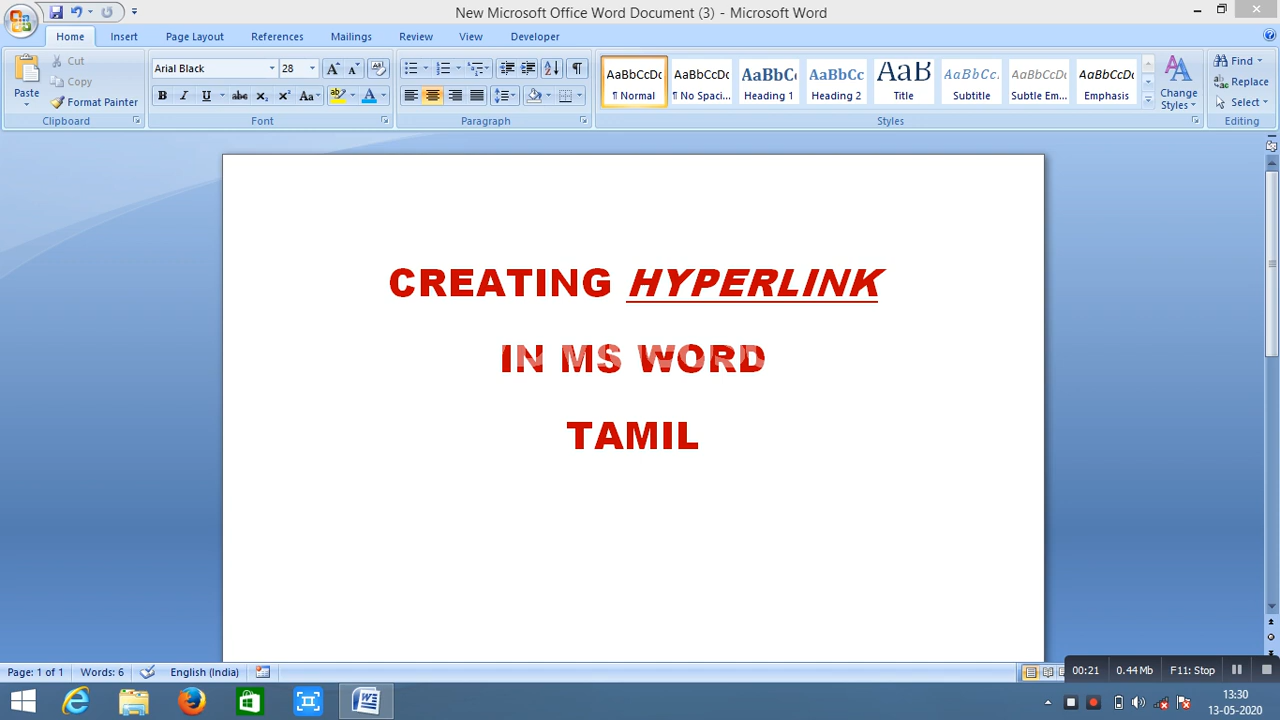 New Microsoft Office Word Document (3) - Microsoft Word
Home Insert Page Layout References Mailings Review View Developer
Paste
Cut
Copy
Format Painter
Clipboard
Arial Black 28
Font
Paragraph
AaBbCcDc AaBbCcDc AaBbC AaBbCc AaB AaBbCc. AaBbCcDc AaBbCcDc
¶ Normal ¶ No Spaci... Heading 1 Heading 2 Title Subtitle Subtle Em... Emphasis
Change Styles
Styles
Find
Replace
Select
Editing
CREATING HYPERLINK
IN MS WORD
TAMIL
Page: 1 of 1 Words: 6 English (India)
00:21 0.44 Mb F11: Stop
13:30
13-05-2020